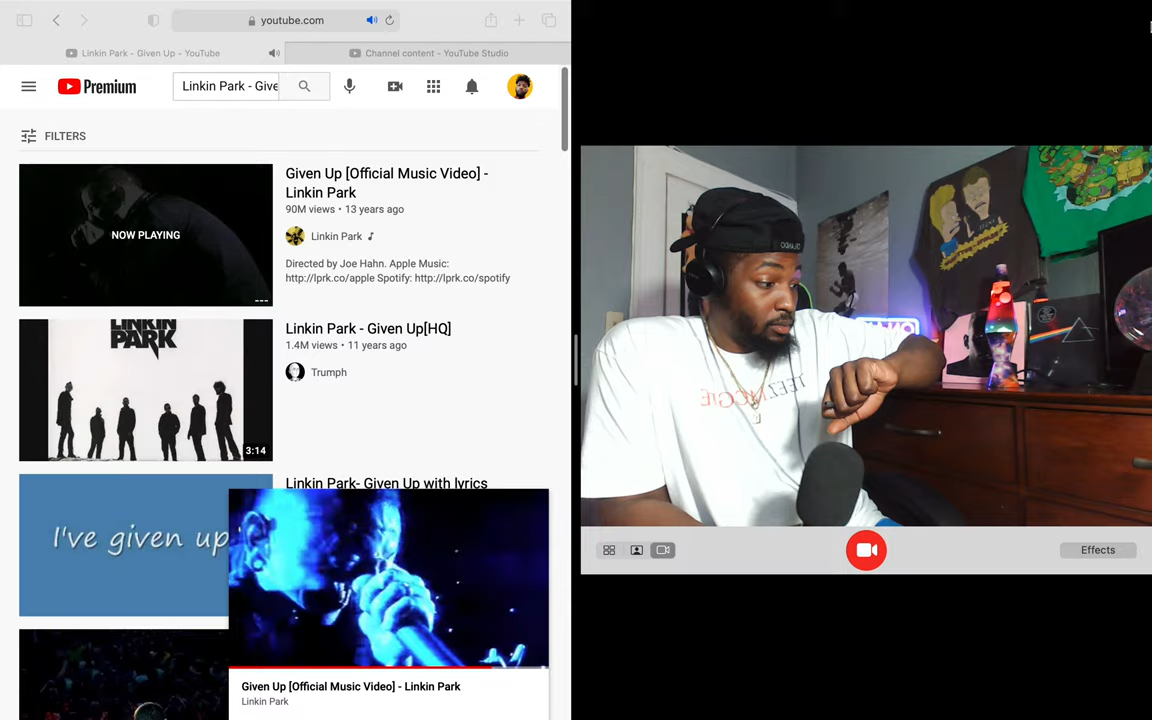 youtube.com
Linkin Park - Given Up - YouTube
Channel content - YouTube Studio
Premium
Linkin Park - Give
FILTERS
NOW PLAYING
Given Up [Official Music Video] -
Linkin Park
90M views • 13 years ago
Linkin Park
Directed by Joe Hahn. Apple Music:
http://lprk.co/apple Spotify: http://lprk.co/spotify
LINKIN
PARK
3:14
Linkin Park - Given Up[HQ]
1.4M views • 11 years ago
Trumph
I've given up
Linkin Park- Given Up with lyrics
Given Up [Official Music Video] - Linkin Park
Linkin Park
Effects